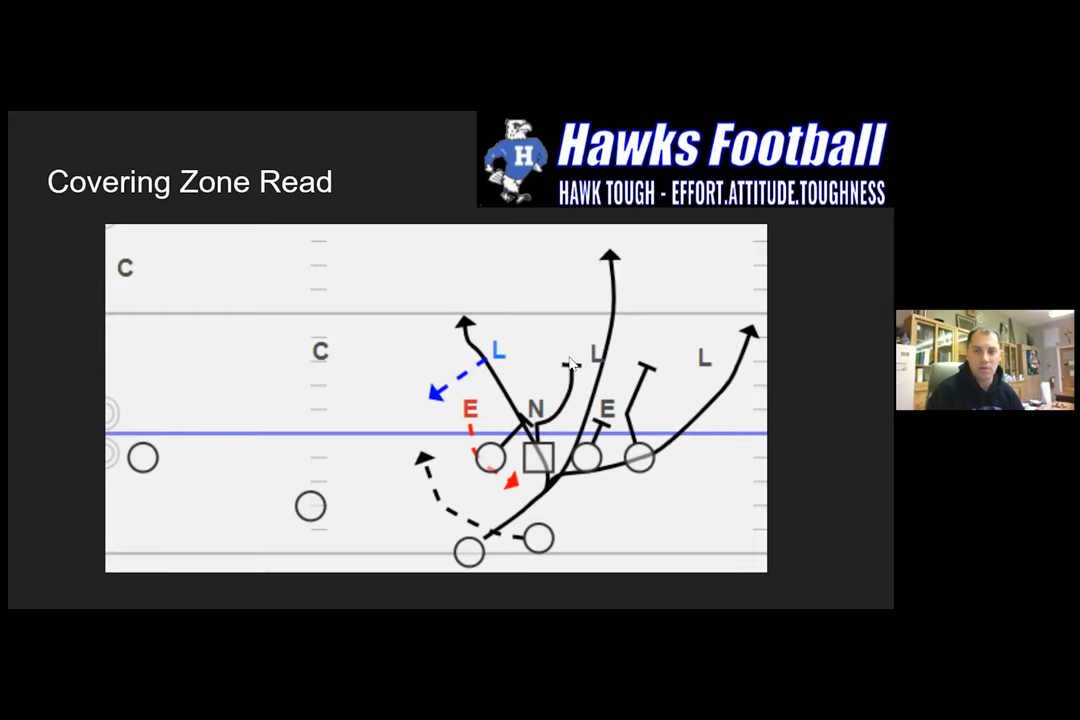 Hawks Football
HAWK TOUGH - EFFORT.ATTITUDE.TOUGHNESS
H
Covering Zone Read
C
C L L L
E N E